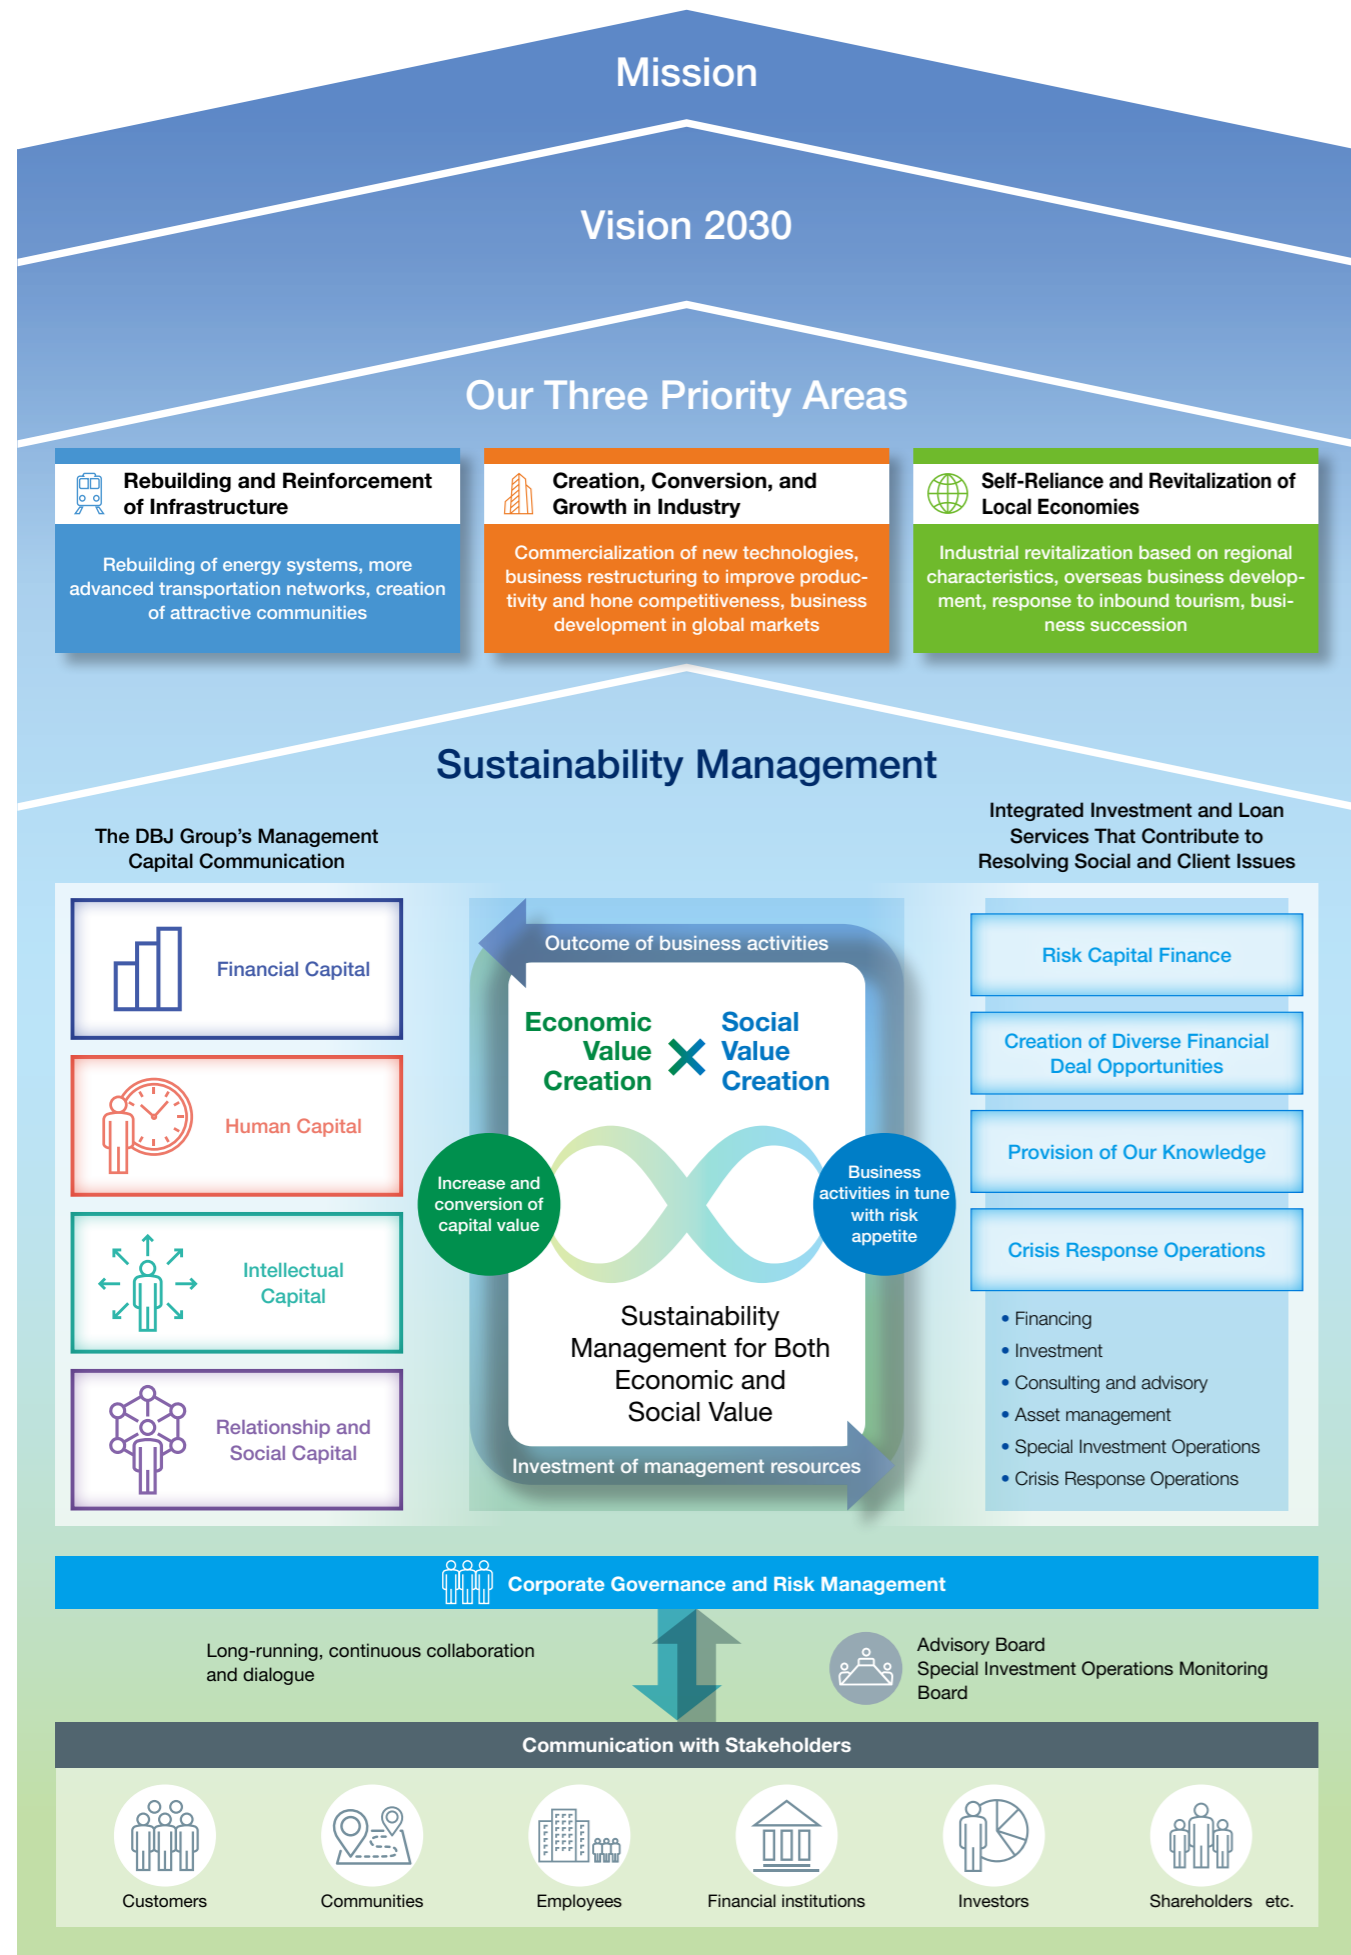 Mission
Vision 2030
Our Three Priority Areas
Rebuilding and Reinforcement
of Infrastructure
Rebuilding of energy systems, more
advanced transportation networks, creation
of attractive communities
Creation, Conversion, and
Growth in Industry
Commercialization of new technologies,
business restructuring to improve produc-
tivity and hone competitiveness, business
development in global markets
Self-Reliance and Revitalization of
Local Economies
Industrial revitalization based on regional
characteristics, overseas business develop-
ment, response to inbound tourism, busi-
ness succession
Sustainability Management
The DBJ Group's Management
Capital Communication
Financial Capital
Human Capital
Intellectual
Capital
Relationship and
Social Capital
Outcome of business activities
Economic
Value
Creation
×
Social
Value
Creation
Increase and
conversion of
capital value
Business
activities in tune
with risk
appetite
Sustainability
Management for Both
Economic and
Social Value
Investment of management resources
Integrated Investment and Loan
Services That Contribute to
Resolving Social and Client Issues
Risk Capital Finance
Creation of Diverse Financial
Deal Opportunities
Provision of Our Knowledge
Crisis Response Operations
• Financing
• Investment
• Consulting and advisory
• Asset management
• Special Investment Operations
• Crisis Response Operations
Corporate Governance and Risk Management
Long-running, continuous collaboration
and dialogue
Advisory Board
Special Investment Operations Monitoring
Board
Communication with Stakeholders
Customers
Communities
Employees
Financial institutions
Investors
Shareholders etc.